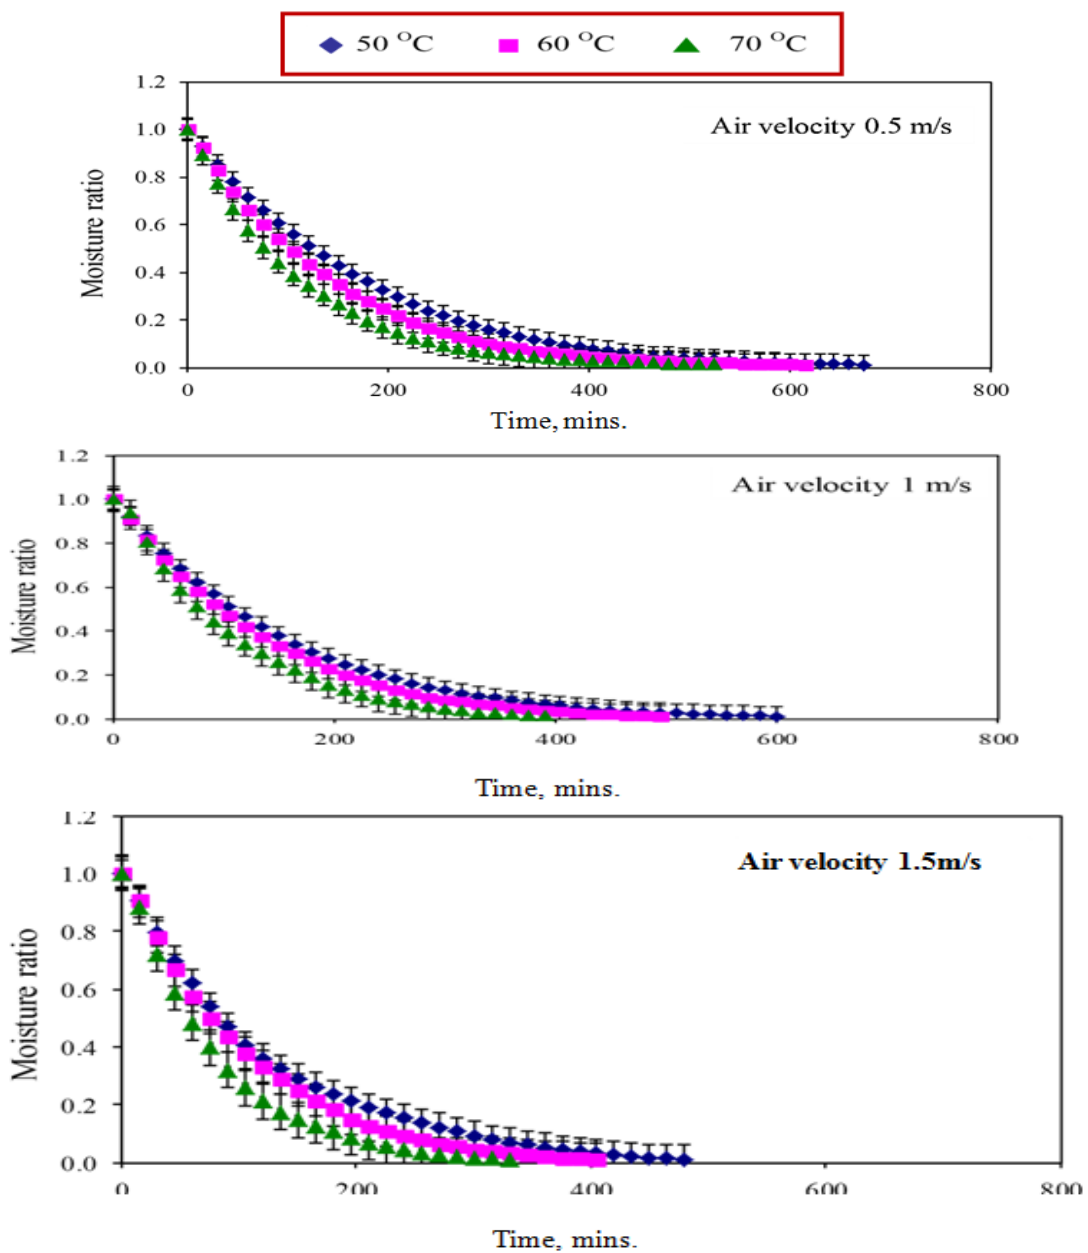 50 ᴼC 60 ᴼC 70 ᴼC
1.2
Air velocity 0.5 m/s
1.0
0.8
0.6
0.4
0.2
0.0
Moisture ratio
0 200 400 600 800
Time, mins.
1.2
Air velocity 1 m/s
1.0
0.8
0.6
0.4
0.2
0.0
Moisture ratio
0 200 400 600 800
Time, mins.
1.2
Air velocity 1.5m/s
1.0
0.8
0.6
0.4
0.2
0.0
Moisture ratio
0 200 400 600 800
Time, mins.